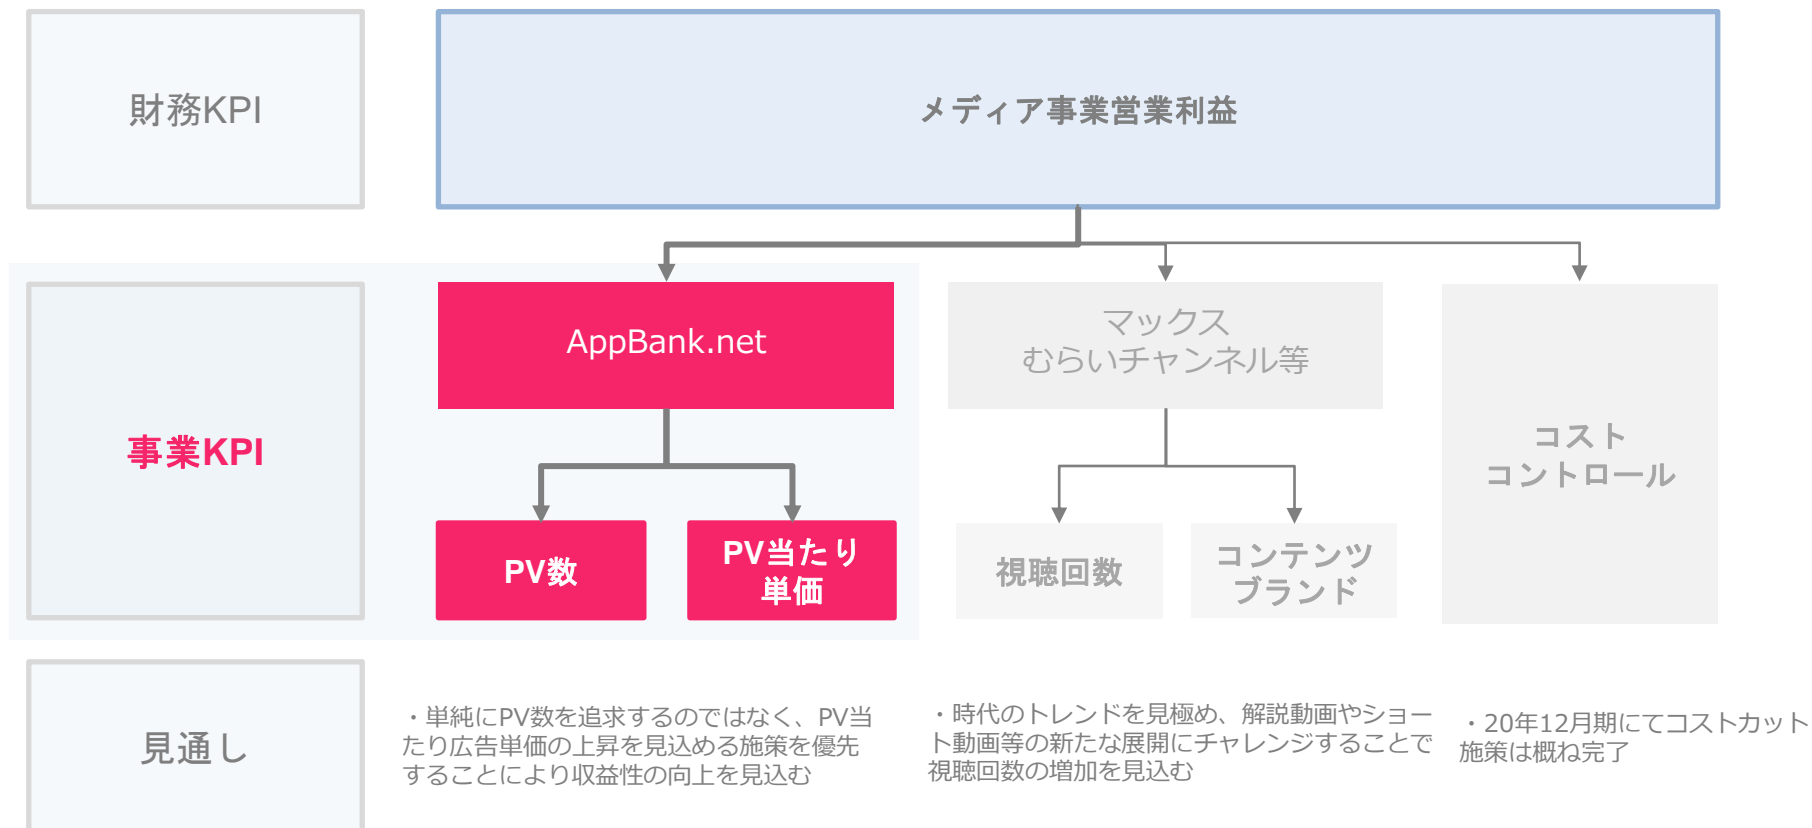 財務KPI
メディア事業営業利益
事業KPI
AppBank.net
マックス
むらいチャンネル等
コスト
コントロール
PV数
PV当たり
単価
視聴回数
コンテンツ
ブランド
見通し
・単純にPV数を追求するのではなく、PV当
たり広告単価の上昇を見込める施策を優先
することにより収益性の向上を見込む
・時代のトレンドを見極め、解説動画やショー
ト動画等の新たな展開にチャレンジすることで
視聴回数の増加を見込む
・20年12月期にてコストカット
施策は概ね完了